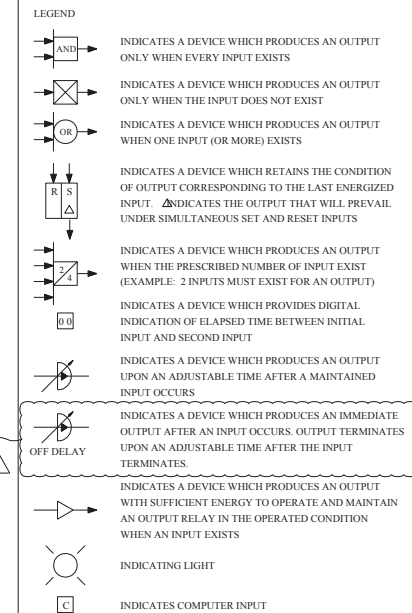 LEGEND
AND
INDICATES A DEVICE WHICH PRODUCES AN OUTPUT
ONLY WHEN EVERY INPUT EXISTS
INDICATES A DEVICE WHICH PRODUCES AN OUTPUT
ONLY WHEN THE INPUT DOES NOT EXIST
OR
INDICATES A DEVICE WHICH PRODUCES AN OUTPUT
WHEN ONE INPUT (OR MORE) EXISTS
R S
INDICATES A DEVICE WHICH RETAINS THE CONDITION
OF OUTPUT CORRESPONDING TO THE LAST ENERGIZED
INPUT. △NDICATES THE OUTPUT THAT WILL PREVAIL
UNDER SIMULTANEOUS SET AND RESET INPUTS
2/4
INDICATES A DEVICE WHICH PRODUCES AN OUTPUT
WHEN THE PRESCRIBED NUMBER OF INPUT EXIST
(EXAMPLE: 2 INPUTS MUST EXIST FOR AN OUTPUT)
0 0
INDICATES A DEVICE WHICH PROVIDES DIGITAL
INDICATION OF ELAPSED TIME BETWEEN INITIAL
INPUT AND SECOND INPUT
INDICATES A DEVICE WHICH PRODUCES AN OUTPUT
UPON AN ADJUSTABLE TIME AFTER A MAINTAINED
INPUT OCCURS
OFF DELAY
INDICATES A DEVICE WHICH PRODUCES AN IMMEDIATE
OUTPUT AFTER AN INPUT OCCURS. OUTPUT TERMINATES
UPON AN ADJUSTABLE TIME AFTER THE INPUT
TERMINATES.
INDICATES A DEVICE WHICH PRODUCES AN OUTPUT
WITH SUFFICIENT ENERGY TO OPERATE AND MAINTAIN
AN OUTPUT RELAY IN THE OPERATED CONDITION
WHEN AN INPUT EXISTS
INDICATING LIGHT
C
INDICATES COMPUTER INPUT